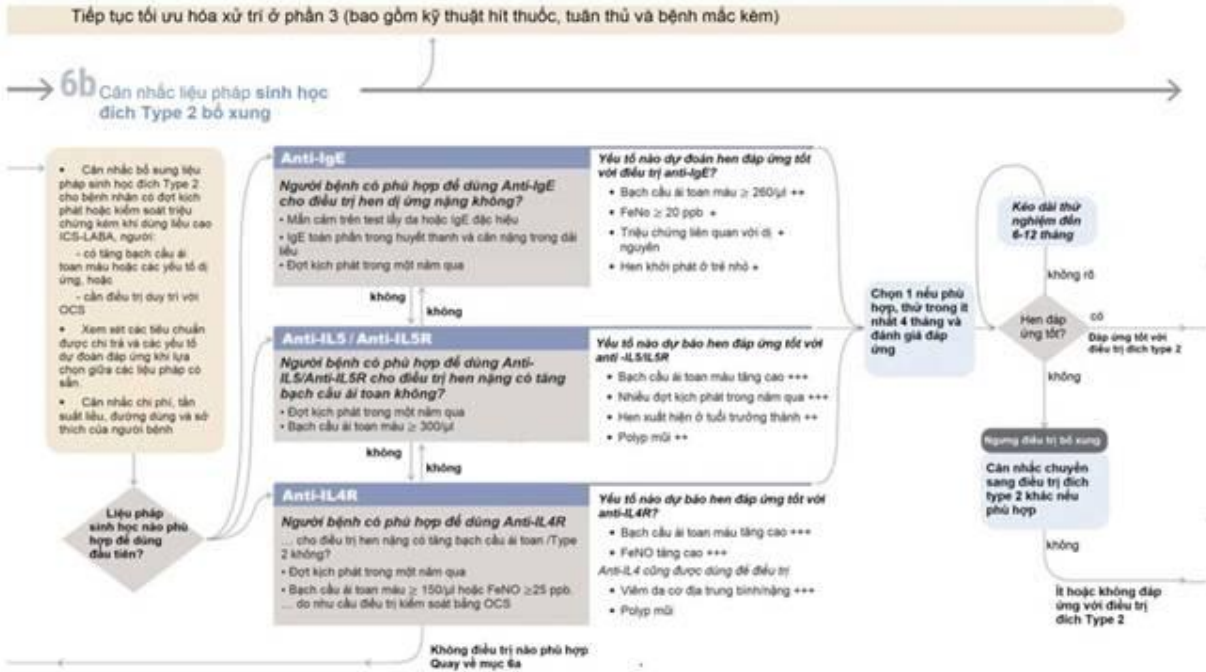 Tiếp tục tối ưu hóa xử trí ở phần 3 (bao gồm kỹ thuật hít thuốc, tuân thủ và bệnh mắc kèm)
6b Cân nhắc liệu pháp sinh học
đích Type 2 bổ xung
• Cân nhắc bổ sung liệu
pháp sinh học đích Type 2
cho bệnh nhân có đợt kịch
phát hoặc kiểm soát triệu
chứng kém khi dùng liều cao
ICS-LABA, người:
- có tăng bạch cầu ái
toan máu hoặc các yếu tố dị
ứng, hoặc
- cần điều trị duy trì với
OCS
• Xem xét các tiêu chuẩn
được chi trả và các yếu tố
dự đoán đáp ứng khi lựa
chọn giữa các liệu pháp có
sẵn.
• Cân nhắc chi phí, tần
suất liều, đường dùng và sở
thích của người bệnh
Liệu pháp
sinh học nào phù
hợp để dùng
đầu tiên?
Anti-IgE
Người bệnh có phù hợp để dùng Anti-IgE
cho điều trị hen dị ứng nặng không?
• Mẫn cảm trên test lẩy da hoặc IgE đặc hiệu
• IgE toàn phần trong huyết thanh và cân nặng trong dải
liều
• Đợt kịch phát trong một năm qua
Yếu tố nào dự đoán hen đáp ứng tốt
với điều trị anti-IgE?
• Bạch cầu ái toan máu ≥ 260/µl ++
• FeNo ≥ 20 ppb +
• Triệu chứng liên quan với dị +
nguyên
• Hen khởi phát ở trẻ nhỏ +
không
không
Anti-IL5 / Anti-IL5R
Người bệnh có phù hợp để dùng Anti-
IL5/Anti-IL5R cho điều trị hen nặng có tăng
bạch cầu ái toan không?
• Đợt kịch phát trong một năm qua
• Bạch cầu ái toan máu ≥ 300/µl
Yếu tố nào dự báo hen đáp ứng tốt với
anti -IL5/IL5R
• Bạch cầu ái toan máu tăng cao +++
• Nhiều đợt kịch phát trong năm qua +++
• Hen xuất hiện ở tuổi trưởng thành ++
• Polyp mũi ++
không
không
Anti-IL4R
Người bệnh có phù hợp để dùng Anti-IL4R
... cho điều trị hen nặng có tăng bạch cầu ái toan /Type
2 không?
• Đợt kịch phát trong một năm qua
• Bạch cầu ái toan máu ≥ 150/µl hoặc FeNO ≥25 ppb.
... do nhu cầu điều trị kiểm soát bằng OCS
Yếu tố nào dự báo hen đáp ứng tốt với
anti-IL4R?
• Bạch cầu ái toan máu tăng cao +++
• FeNO tăng cao +++
Anti-IL4 cũng được dùng để điều trị
• Viêm da cơ địa trung bình/nặng +++
• Polyp mũi
Không điều trị nào phù hợp
Quay về mục 6a
Chọn 1 nếu phù
hợp, thử trong ít
nhất 4 tháng và
đánh giá đáp
ứng
Kéo dài thử
nghiệm đến
6-12 tháng
không rõ
Hen đáp
ứng tốt?
có
Đáp ứng tốt với
điều trị đích type 2
không
Ngưng điều trị bổ xung
Cân nhắc chuyển
sang điều trị đích
type 2 khác nếu
phù hợp
không
Ít hoặc không đáp
ứng với điều trị
đích Type 2